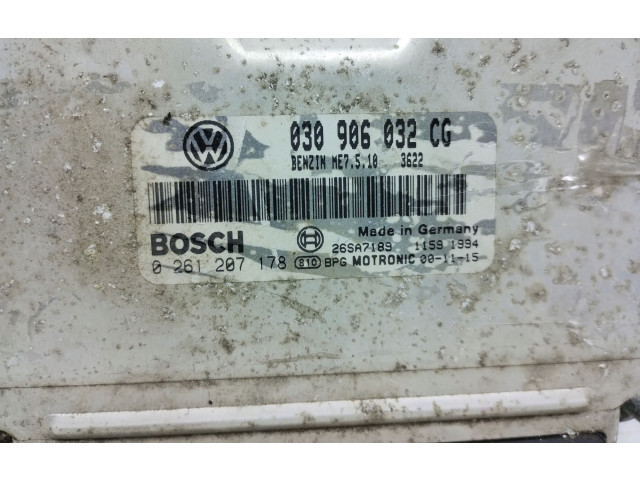 030 906 032 CG
BENZIN ME7.5.10 3622
BOSCH
Made in Germany
26SA7189 1159 1994
0 261 207 178 810 BPG MOTRONIC 00-11-15